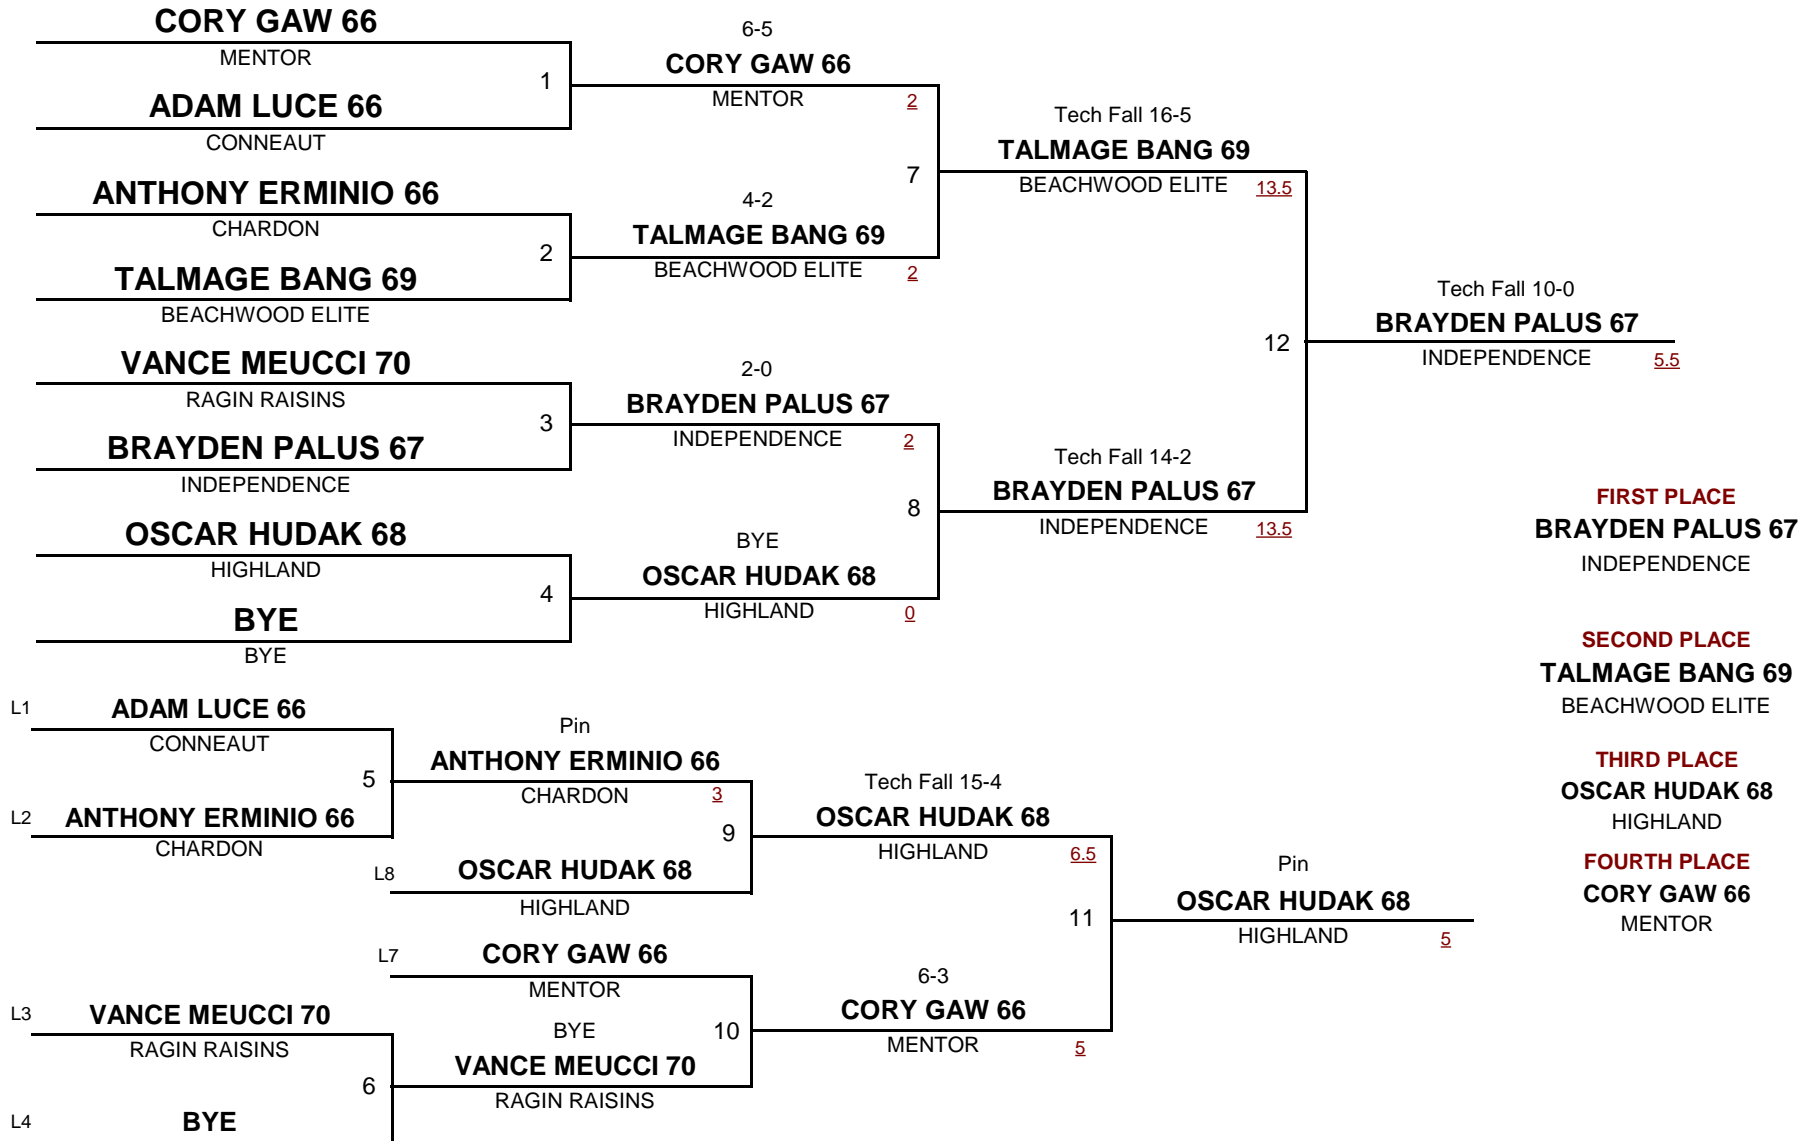 CORY GAW 66
MENTOR
1
ADAM LUCE 66
CONNEAUT
ANTHONY ERMINIO 66
CHARDON
2
TALMAGE BANG 69
BEACHWOOD ELITE
VANCE MEUCCI 70
RAGIN RAISINS
3
BRAYDEN PALUS 67
INDEPENDENCE
OSCAR HUDAK 68
HIGHLAND
4
BYE
BYE
6-5
CORY GAW 66
MENTOR 2
7
4-2
TALMAGE BANG 69
BEACHWOOD ELITE 2
2-0
BRAYDEN PALUS 67
INDEPENDENCE 2
8
BYE
OSCAR HUDAK 68
HIGHLAND 0
Tech Fall 16-5
TALMAGE BANG 69
BEACHWOOD ELITE 13.5
12
Tech Fall 14-2
BRAYDEN PALUS 67
INDEPENDENCE 13.5
Tech Fall 10-0
BRAYDEN PALUS 67
INDEPENDENCE 5.5
FIRST PLACE
BRAYDEN PALUS 67
INDEPENDENCE
SECOND PLACE
TALMAGE BANG 69
BEACHWOOD ELITE
THIRD PLACE
OSCAR HUDAK 68
HIGHLAND
FOURTH PLACE
CORY GAW 66
MENTOR
L1 ADAM LUCE 66
CONNEAUT
5
L2 ANTHONY ERMINIO 66
CHARDON
L3 VANCE MEUCCI 70
RAGIN RAISINS
6
L4 BYE
Pin
ANTHONY ERMINIO 66
CHARDON 3
9
L8 OSCAR HUDAK 68
HIGHLAND
L7 CORY GAW 66
MENTOR
BYE 10
VANCE MEUCCI 70
RAGIN RAISINS
Tech Fall 15-4
OSCAR HUDAK 68
HIGHLAND 6.5
11
6-3
CORY GAW 66
MENTOR 5
Pin
OSCAR HUDAK 68
HIGHLAND 5